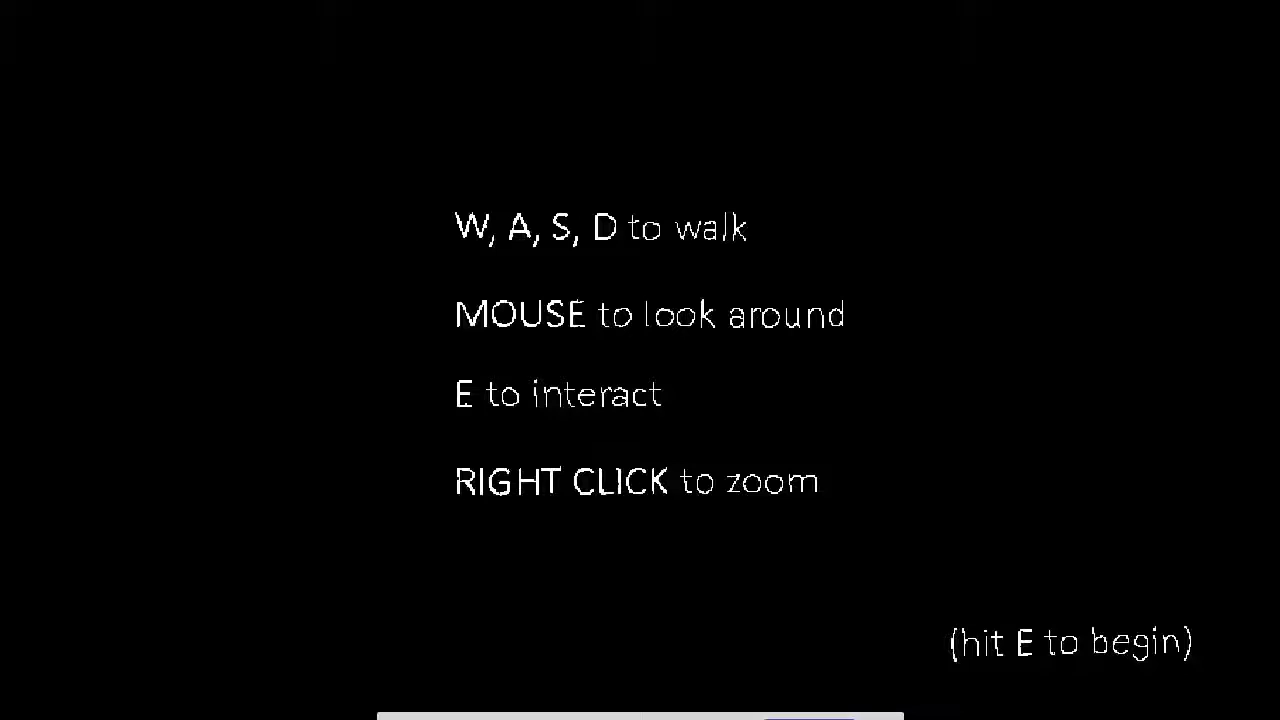 W, A, S, D to walk
MOUSE to look around
E to interact
RIGHT CLICK to zoom
(hit E to begin)